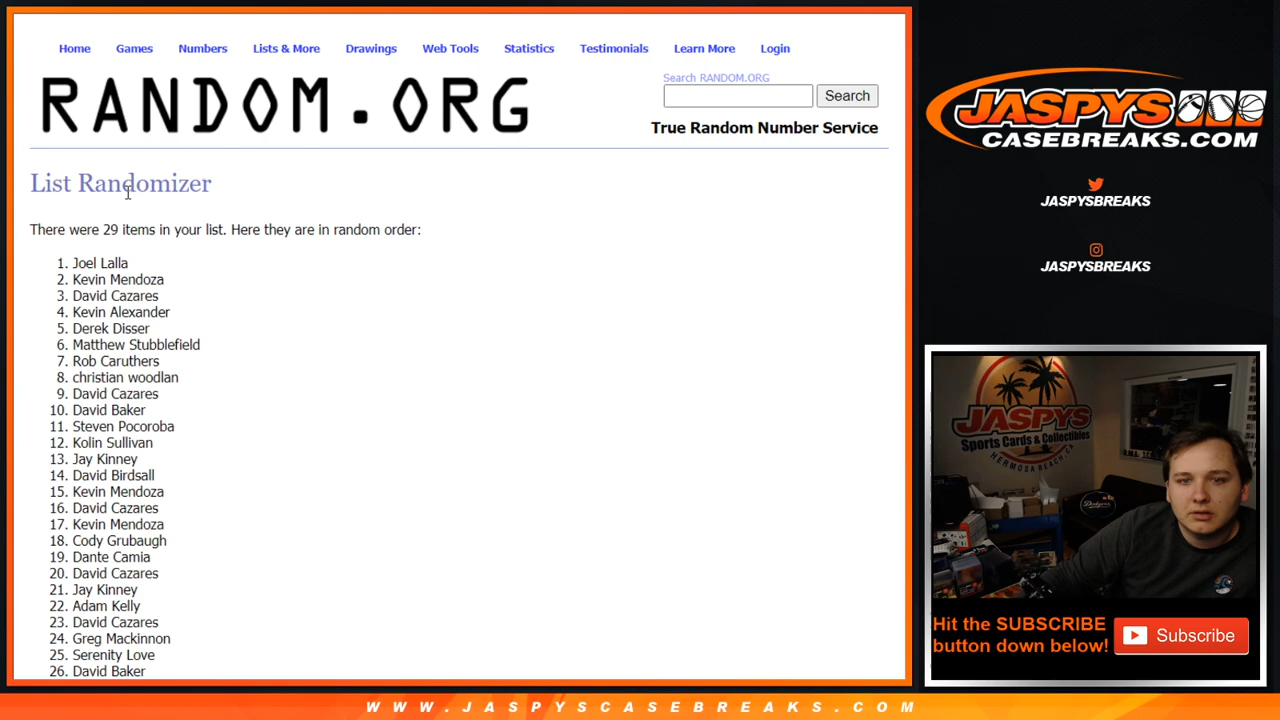 Home Games Numbers Lists & More Drawings Web Tools Statistics Testimonials Learn More Login
RANDOM.ORG
Search RANDOM.ORG
Search
True Random Number Service
List Randomizer
There were 29 items in your list. Here they are in random order:
1. Joel Lalla
2. Kevin Mendoza
3. David Cazares
4. Kevin Alexander
5. Derek Disser
6. Matthew Stubblefield
7. Rob Caruthers
8. christian woodlan
9. David Cazares
10. David Baker
11. Steven Pocoroba
12. Kolin Sullivan
13. Jay Kinney
14. David Birdsall
15. Kevin Mendoza
16. David Cazares
17. Kevin Mendoza
18. Cody Grubaugh
19. Dante Camia
20. David Cazares
21. Jay Kinney
22. Adam Kelly
23. David Cazares
24. Greg Mackinnon
25. Serenity Love
26. David Baker
JASPYS
CASEBREAKS.COM
JASPYSBREAKS
JASPYSBREAKS
JASPYS
Sports Cards & Collectibles
HERMOSA BEACH, CA
Dodgers
Hit the SUBSCRIBE
button down below!
Subscribe
WWW.JASPYSCASEBREAKS.COM